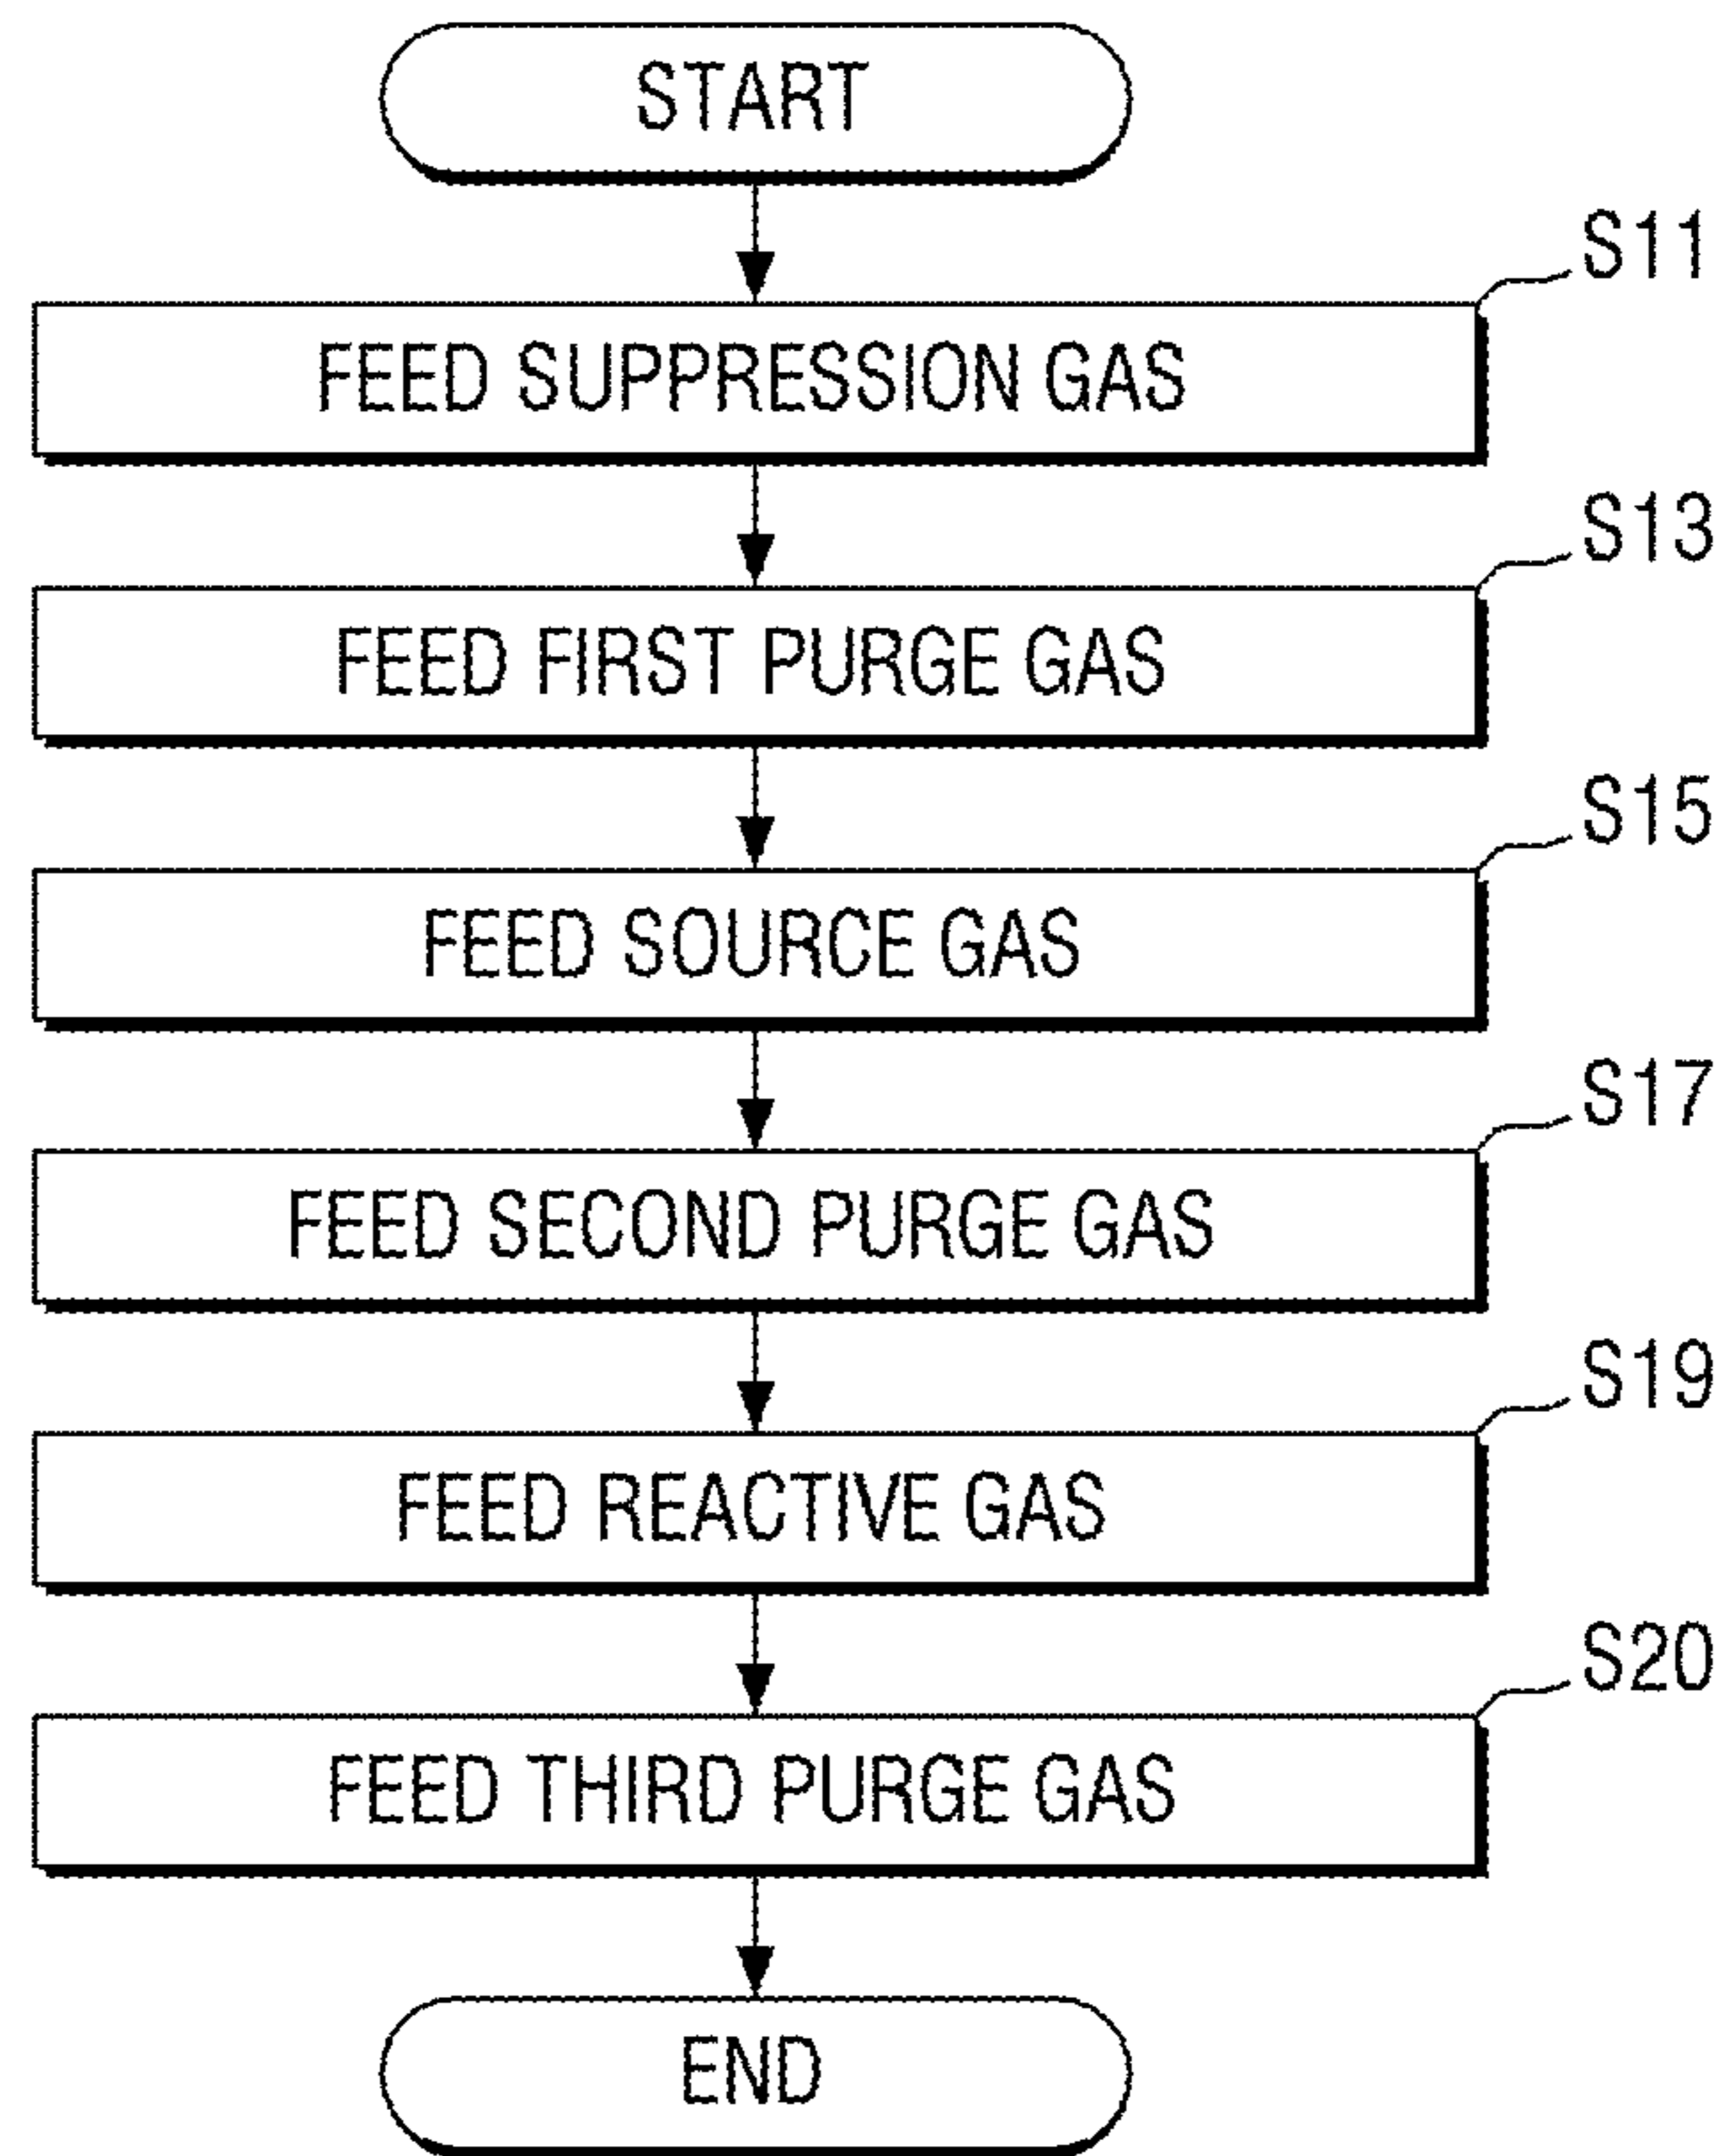 START
S11
FEED SUPPRESSION GAS
S13
FEED FIRST PURGE GAS
S15
FEED SOURCE GAS
S17
FEED SECOND PURGE GAS
S19
FEED REACTIVE GAS
S20
FEED THIRD PURGE GAS
END